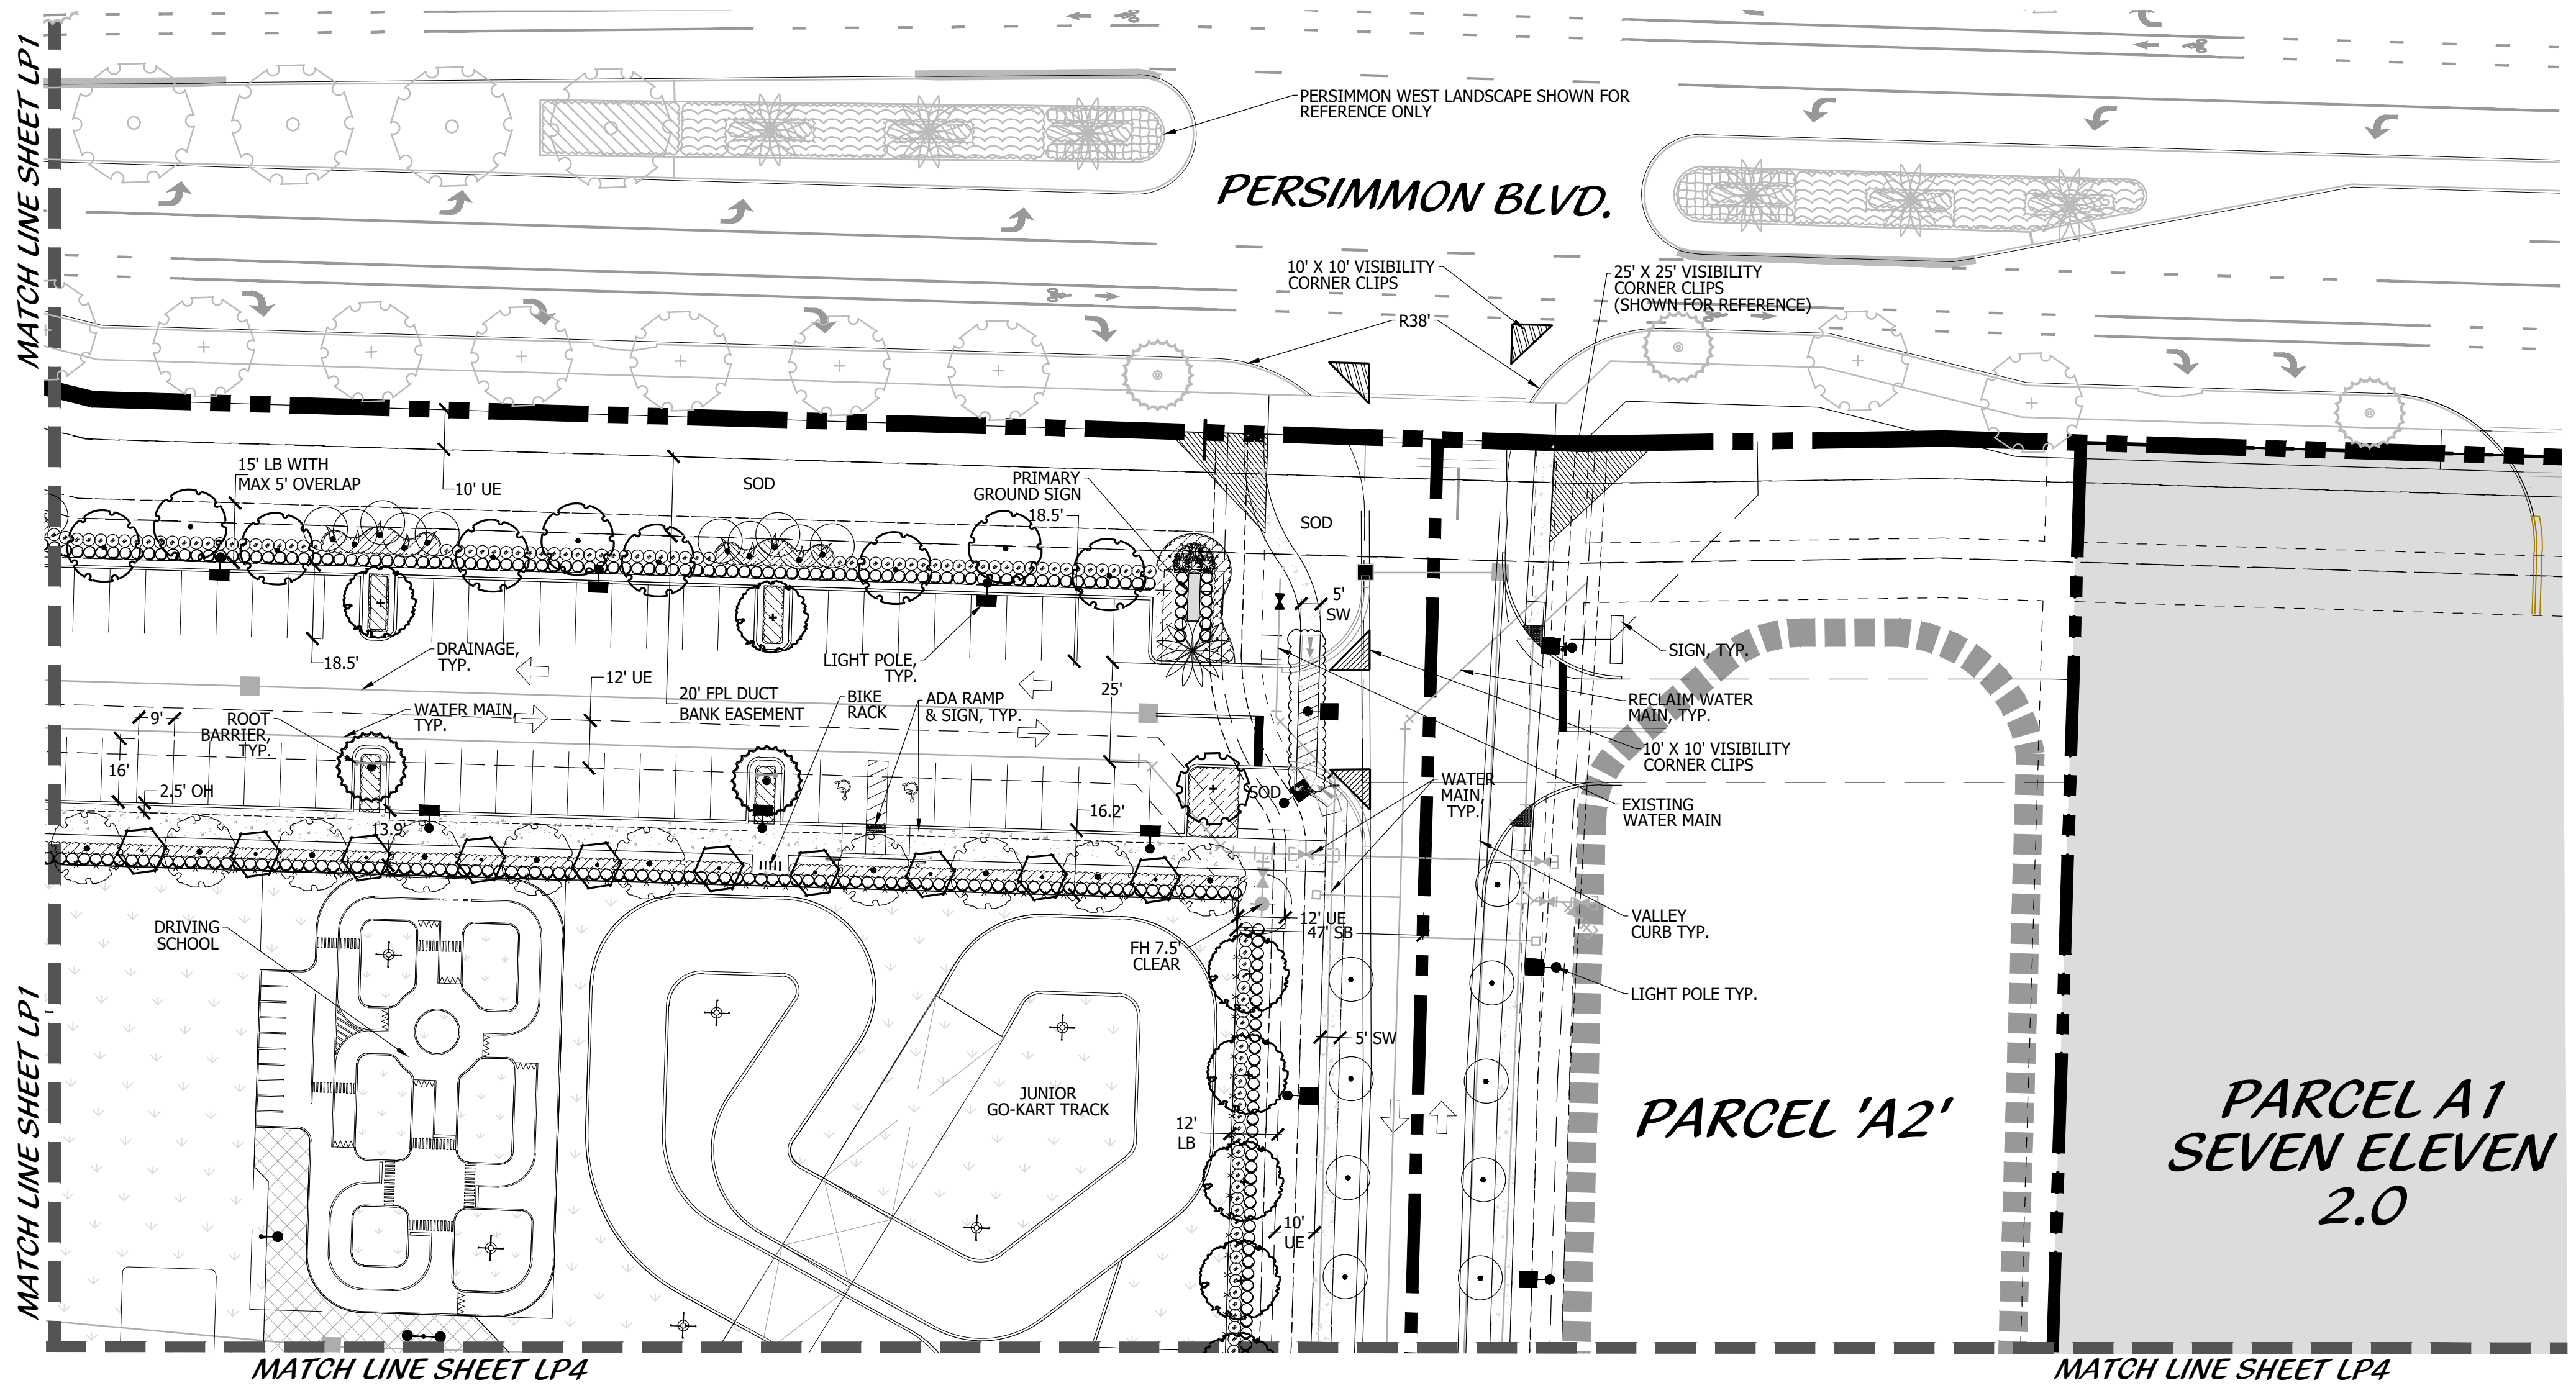 MATCH LINE SHEET LP1
PERSIMMON WEST LANDSCAPE SHOWN FOR
REFERENCE ONLY
PERSIMMON BLVD.
10' X 10' VISIBILITY
CORNER CLIPS
25' X 25' VISIBILITY
CORNER CLIPS
(SHOWN FOR REFERENCE)
R38'
15' LB WITH
MAX 5' OVERLAP
10' UE
SOD
PRIMARY
GROUND SIGN
18.5'
SOD
5'
SW
18.5'
DRAINAGE,
TYP.
LIGHT POLE,
TYP.
SIGN, TYP.
12' UE
20' FPL DUCT
BANK EASEMENT
BIKE
RACK
ADA RAMP
& SIGN, TYP.
25'
RECLAIM WATER
MAIN, TYP.
9'
ROOT
BARRIER,
TYP.
WATER MAIN,
TYP.
10' X 10' VISIBILITY
CORNER CLIPS
16'
2.5' OH
SOD
WATER
MAIN,
TYP.
EXISTING
WATER MAIN
13.9'
16.2'
DRIVING
SCHOOL
12' UE
47' SB
FH 7.5'
CLEAR
VALLEY
CURB TYP.
LIGHT POLE TYP.
5' SW
JUNIOR
GO-KART TRACK
12'
LB
10'
UE
PARCEL 'A2'
PARCEL A1
SEVEN ELEVEN
2.0
MATCH LINE SHEET LP1
MATCH LINE SHEET LP4
MATCH LINE SHEET LP4